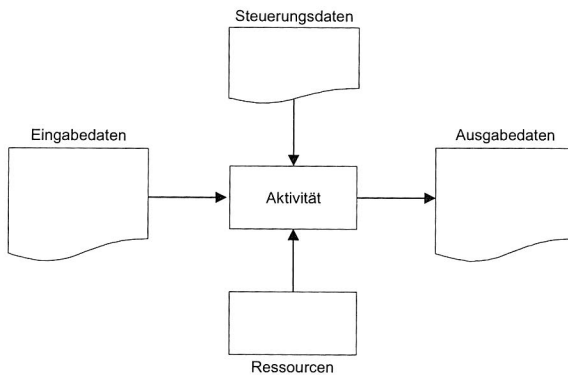 Steuerungsdaten
Eingabedaten
Ausgabedaten
Aktivität
Ressourcen